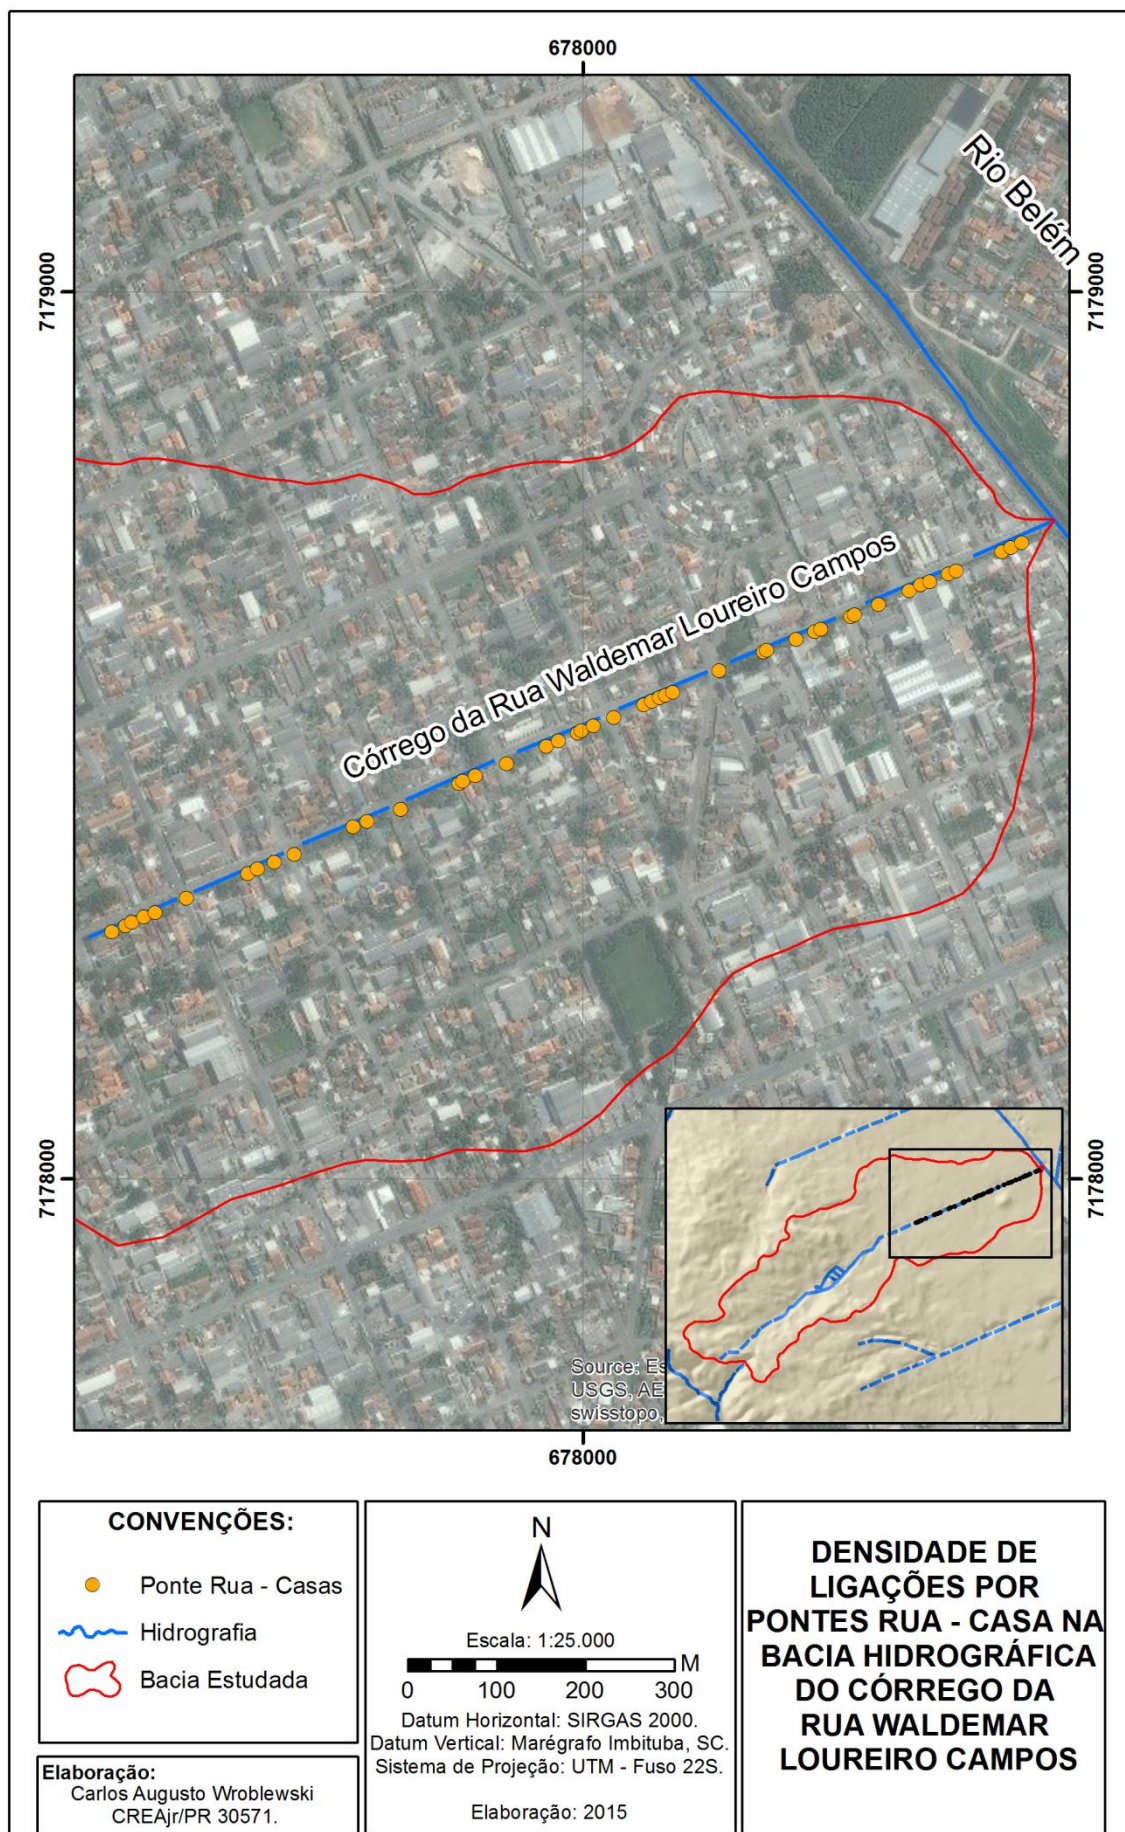 678000
Rio Belém
7179000
7179000
Córrego da Rua Waldemar Loureiro Campos
7178000
7178000
Source: Es
USGS, AE
swisstopo,
678000
CONVENÇÕES:
Ponte Rua - Casas
Hidrografia
Bacia Estudada
Elaboração:
Carlos Augusto Wroblewski
CREAjr/PR 30571.
N
Escala: 1:25.000
M
0 100 200 300
Datum Horizontal: SIRGAS 2000.
Datum Vertical: Marégrafo Imbituba, SC.
Sistema de Projeção: UTM - Fuso 22S.
Elaboração: 2015
DENSIDADE DE
LIGAÇÕES POR
PONTES RUA - CASA NA
BACIA HIDROGRÁFICA
DO CÓRREGO DA
RUA WALDEMAR
LOUREIRO CAMPOS